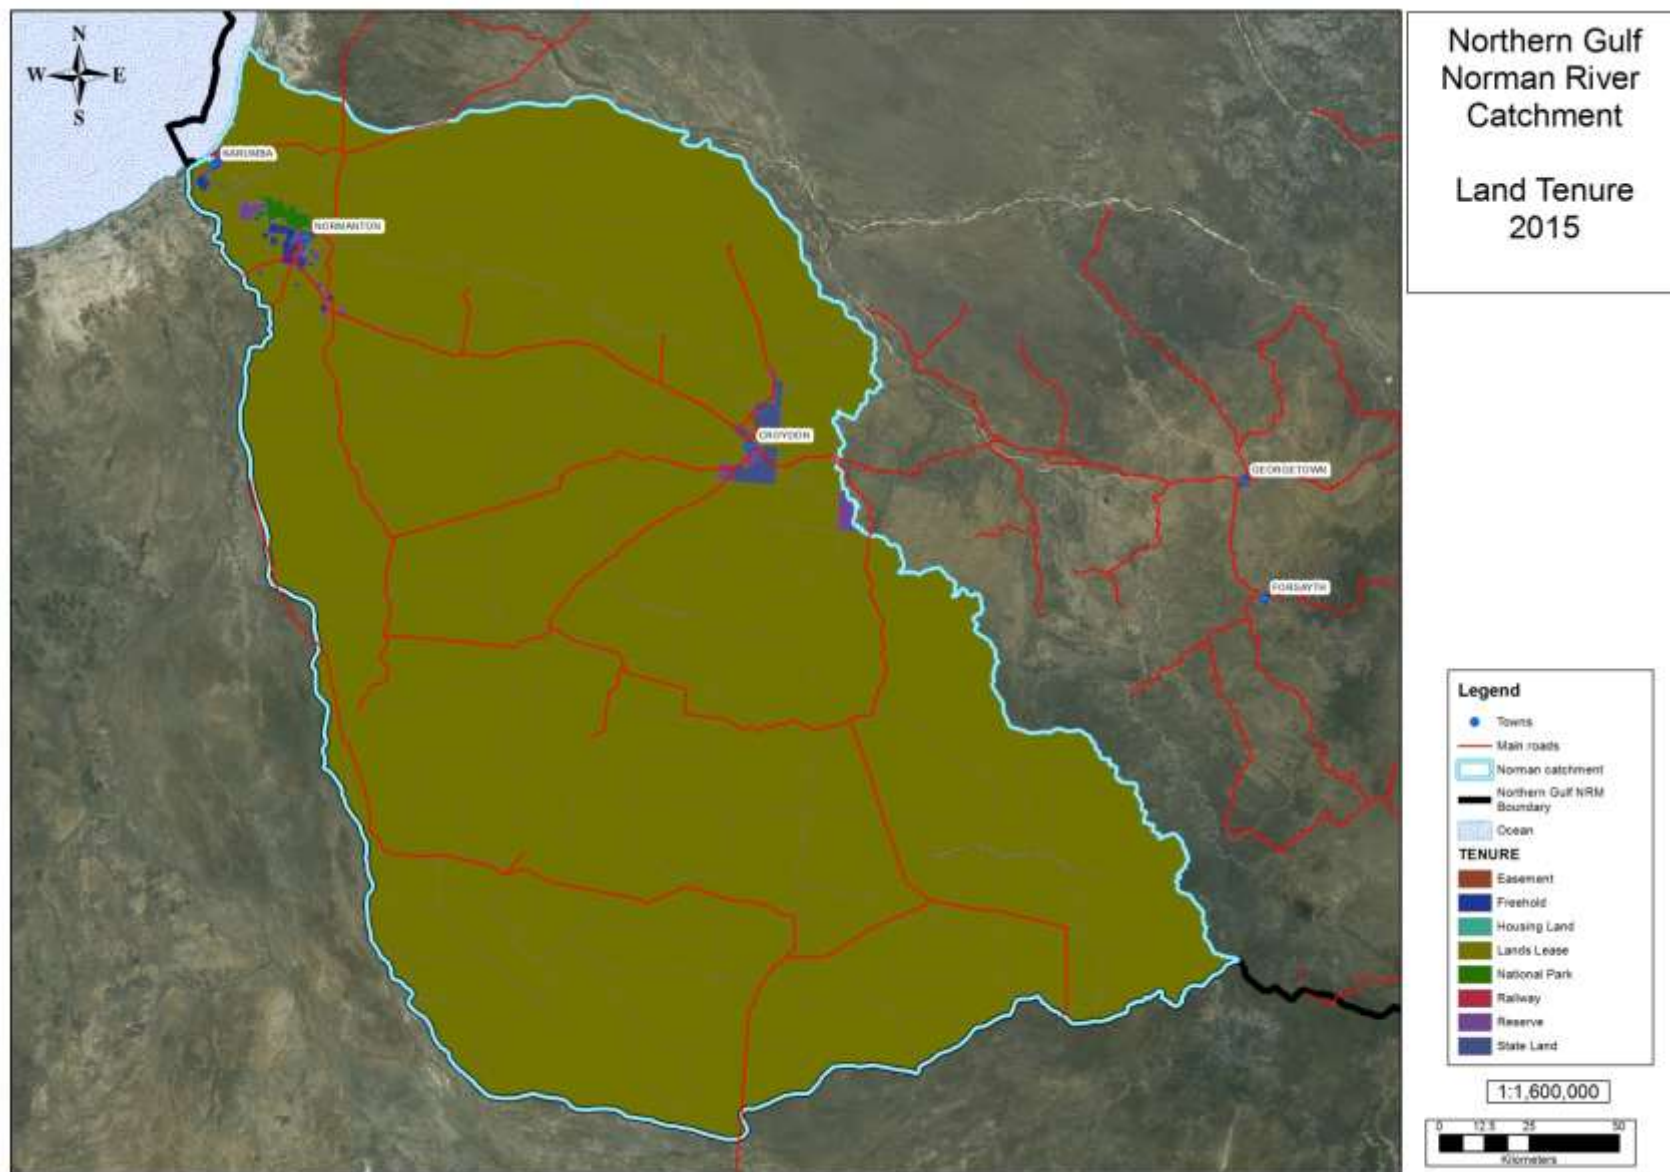 N
W E
S
KARUMBA
NORMANTON
CROYDON
GEORGETOWN
FORSAYTH
Northern Gulf
Norman River
Catchment
Land Tenure
2015
Legend
Towns
Main roads
Norman catchment
Northern Gulf NRM
Boundary
Ocean
TENURE
Easement
Freehold
Housing Land
Lands Lease
National Park
Railway
Reserve
State Land
1:1,600,000
0 12.5 25 50
Kilometers